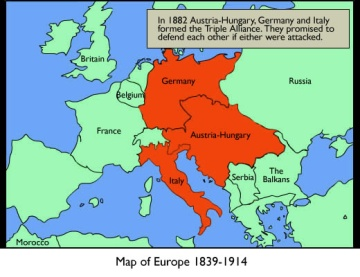 In 1882 Austria-Hungary, Germany and Italy
formed the Triple Alliance. They promised to
defend each other if either were attacked.
Britain
Germany
Russia
Belgium
France
Austria-Hungary
Italy
Serbia
The
Balkans
Morocco
Map of Europe 1839-1914